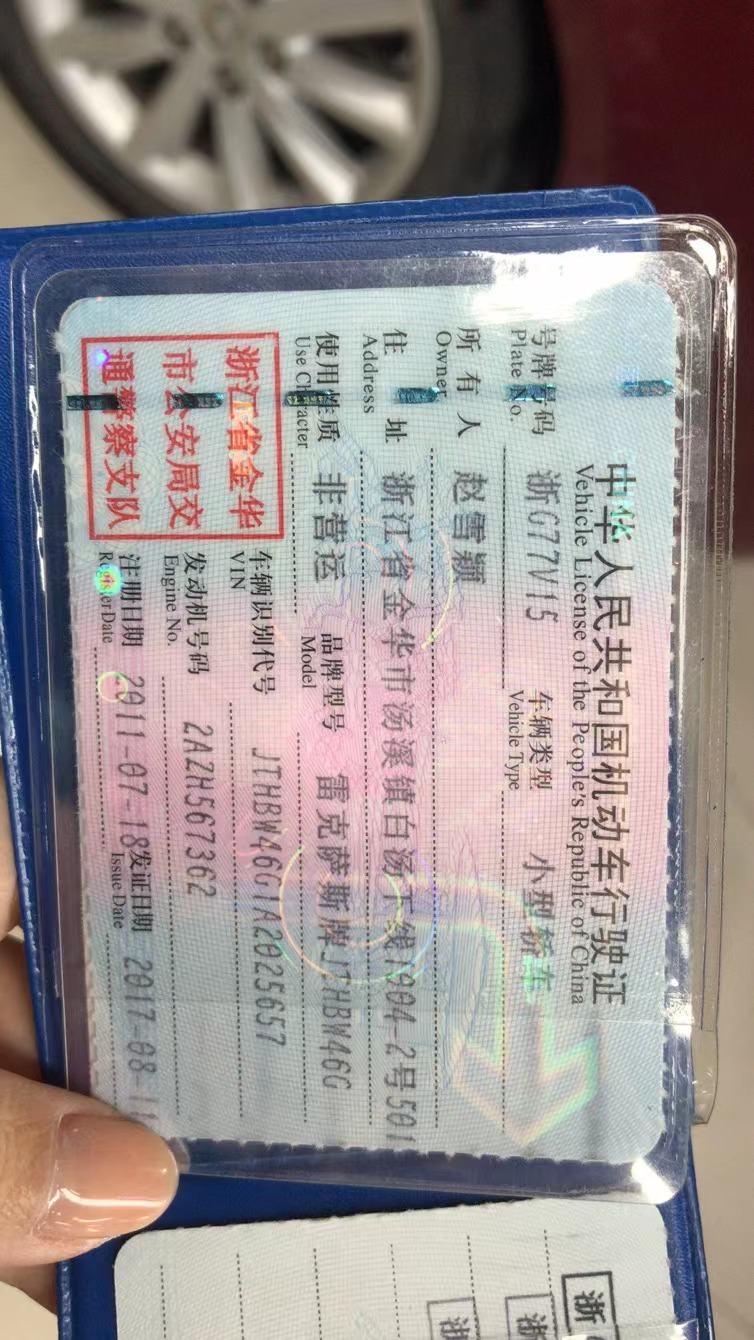 中华人民共和国机动车行驶证
Vehicle License of the People's Republic of China
号牌号码 浙G77V15 车辆类型 小型轿车
Plate No. Vehicle Type
所有人 赵雪颖
Owner
住址 浙江省金华市汤溪镇白汤下线1904-2号501
Address
使用性质 非营运 品牌型号 雷克萨斯牌JTHBW46G
Use Character Model
浙江省金华
市公安局交
通警察支队
车辆识别代号 JTHBW46G1A2025657
VIN
发动机号码 2AZH567362
Engine No.
注册日期 2011-07-18 发证日期 2017-08-11
Register Date Issue Date
浙
浙
浙